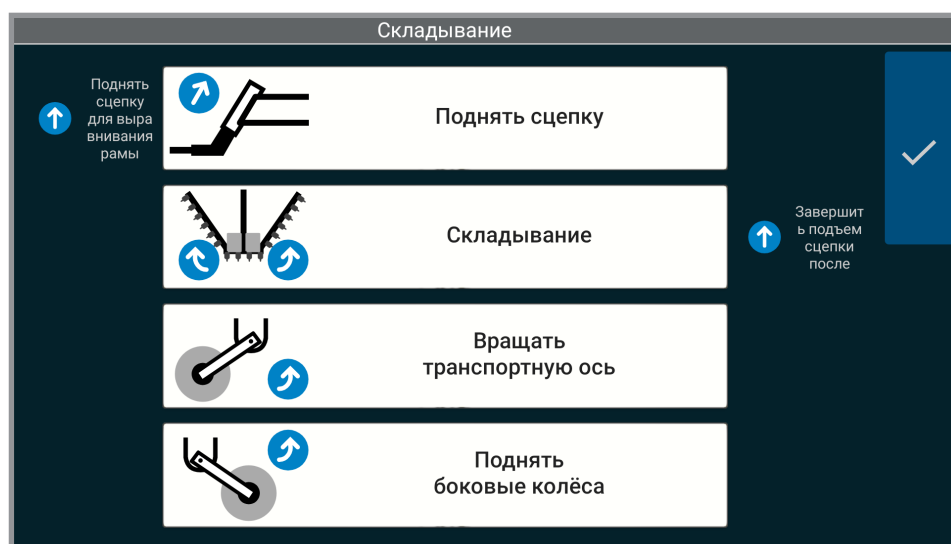 Складывание
Поднять
сцепку
для выра
внивания
рамы
Поднять сцепку
Складывание
Завершит
ь подъем
сцепки
после
Вращать
транспортную ось
Поднять
боковые колёса